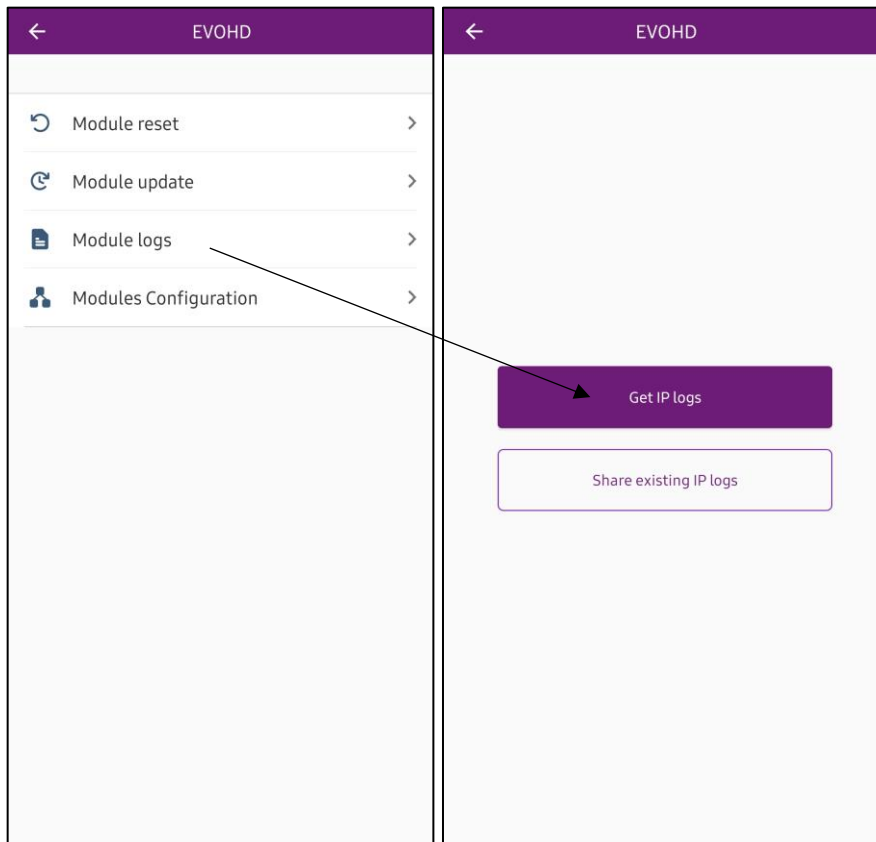 EVOHD
Module reset
Module update
Module logs
Modules Configuration
EVOHD
Get IP logs
Share existing IP logs